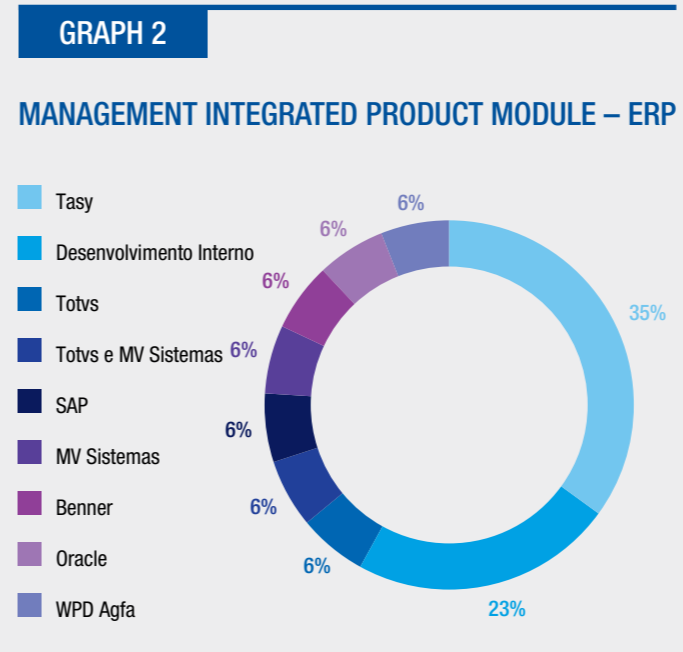 GRAPH 2
MANAGEMENT INTEGRATED PRODUCT MODULE – ERP
Tasy
Desenvolvimento Interno
Totvs
Totvs e MV Sistemas
SAP
MV Sistemas
Benner
Oracle
WPD Agfa
35%
23%
6%
6%
6%
6%
6%
6%
6%